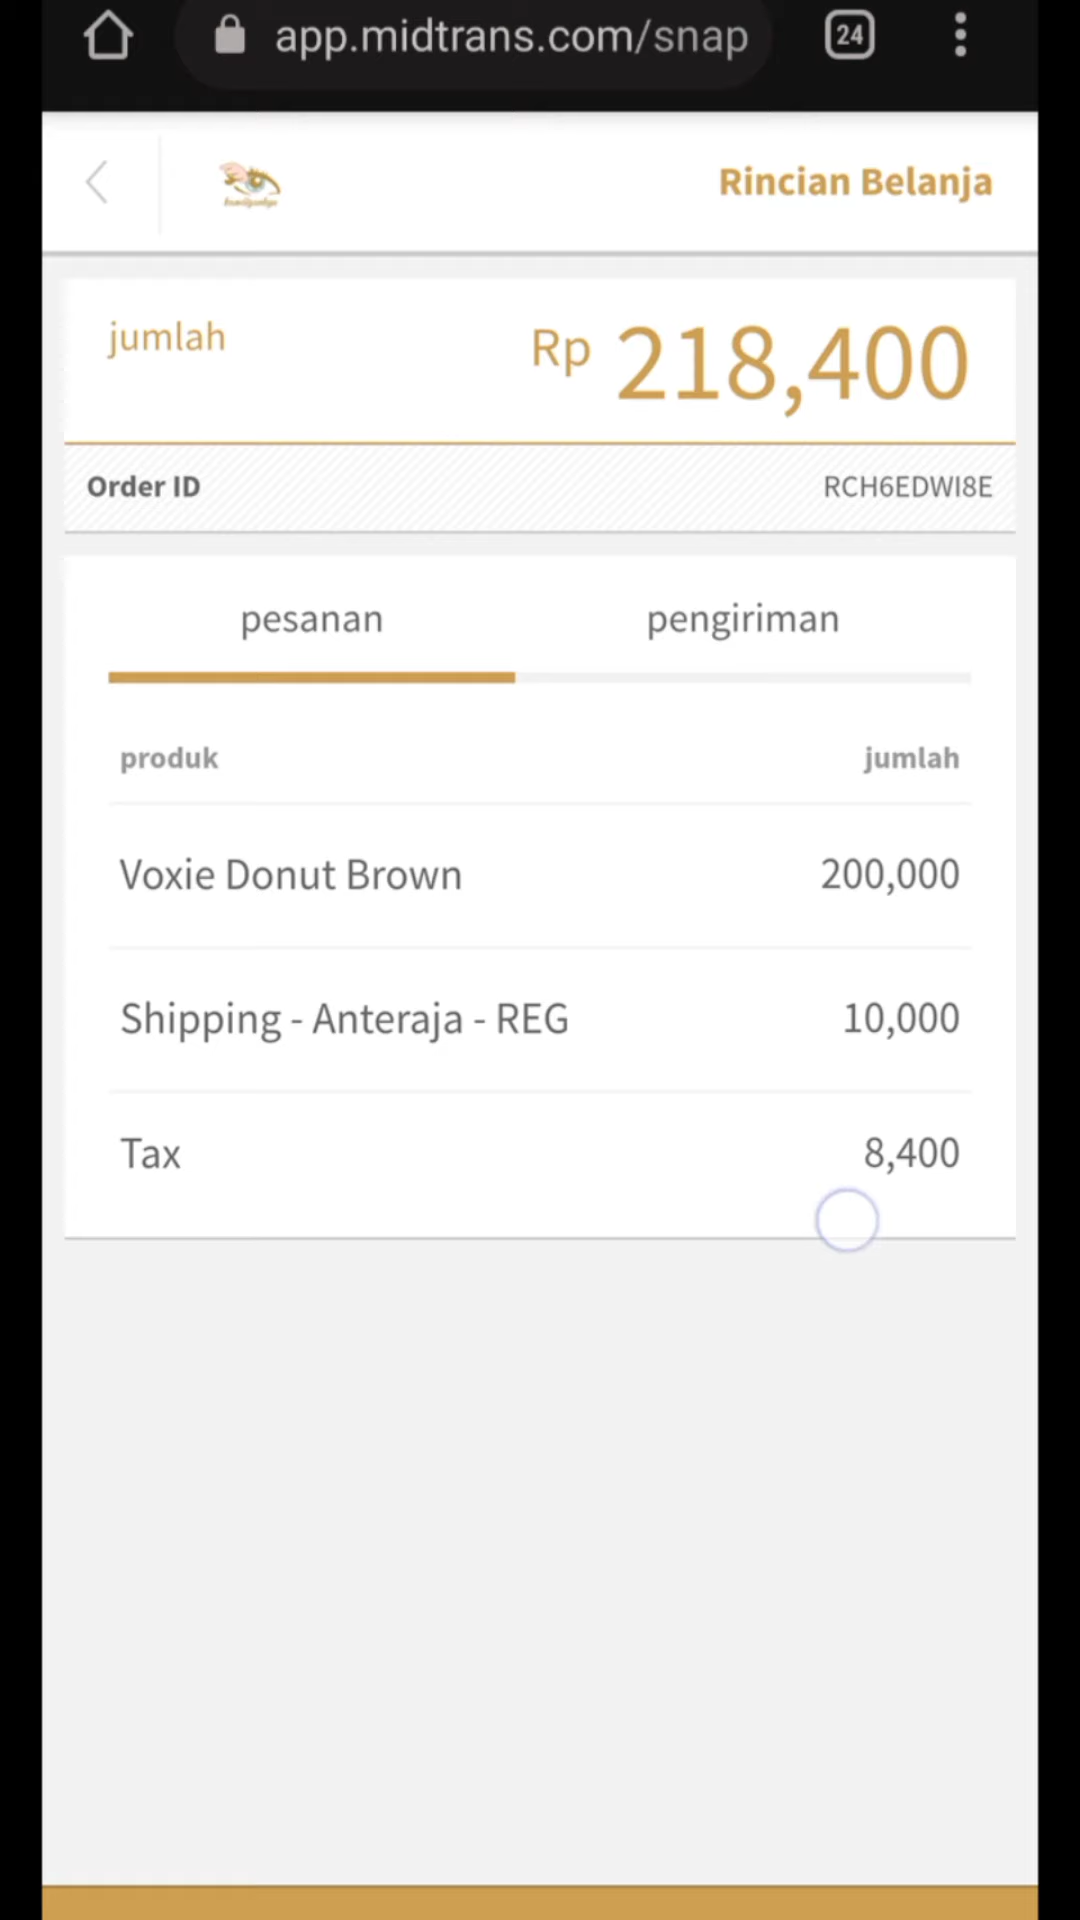 app.midtrans.com/snap
24
Rincian Belanja
jumlah
Rp 218,400
Order ID
RCH6EDWI8E
pesanan
pengiriman
produk
jumlah
Voxie Donut Brown
200,000
Shipping - Anteraja - REG
10,000
Tax
8,400